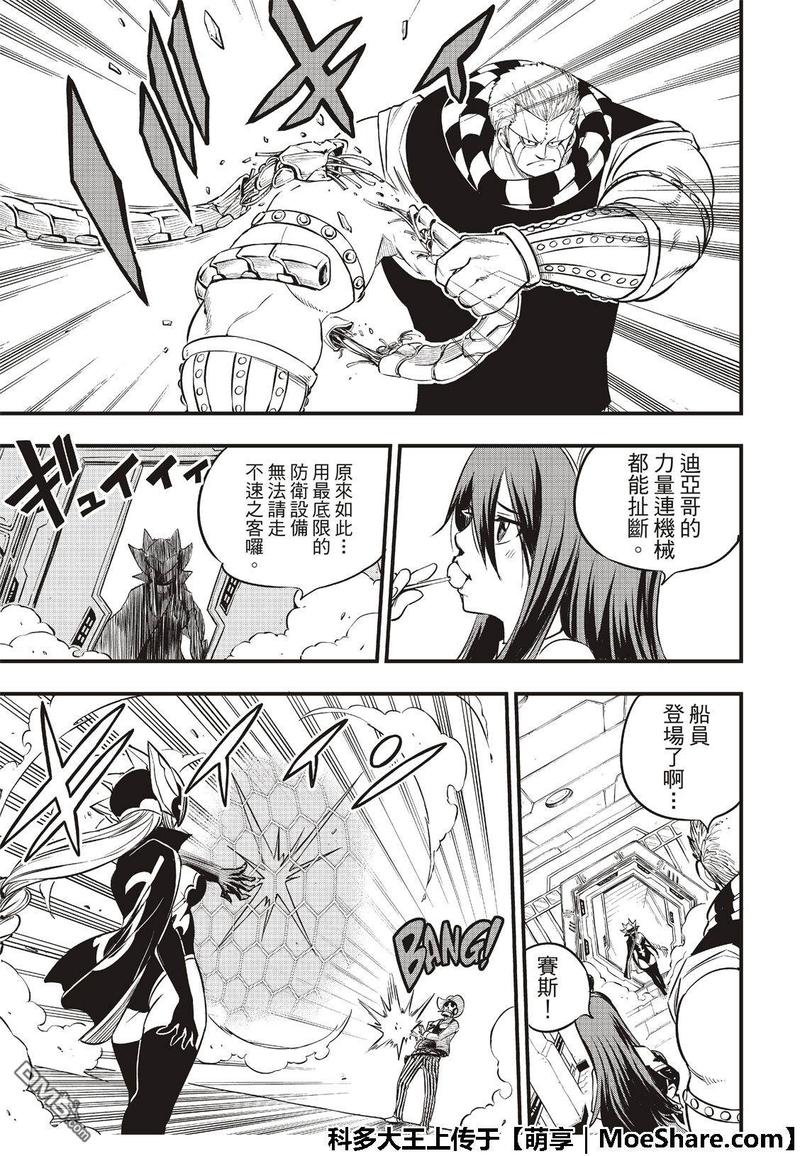 迪亞哥的
力量連機械
都能扯斷。
原來如此…
用最底限的
防衛設備
無法請走
不速之客囉。
ギュイィィ
船員
登場了啊…
賽斯！
BANG!
科多大王上传于【萌享】|MoeShare.com】